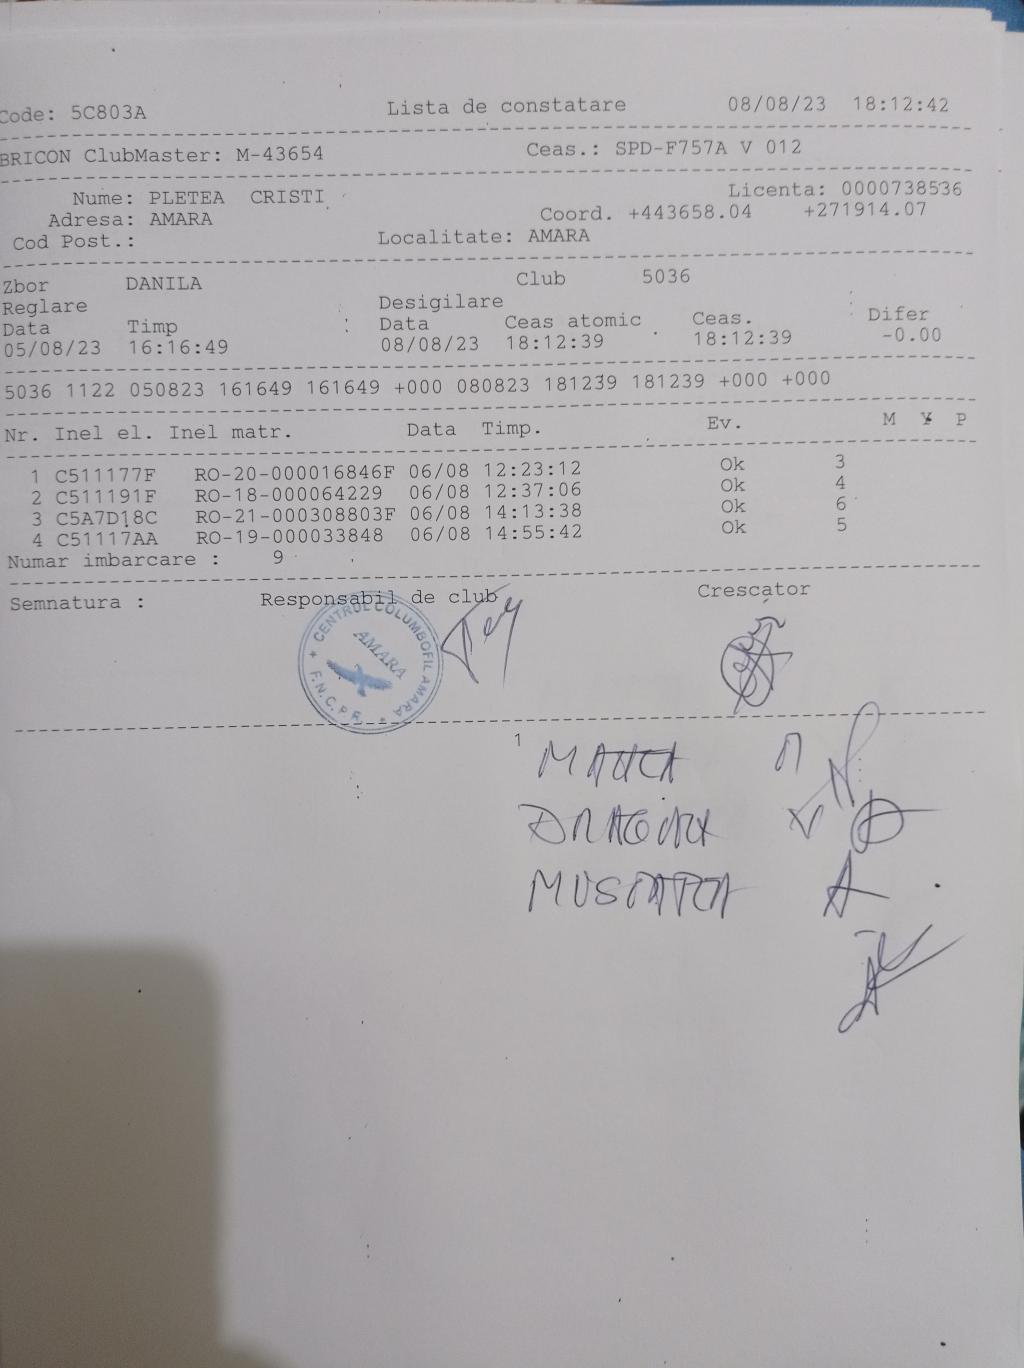 Code: 5C803A Lista de constatare 08/08/23 18:12:42
BRICON ClubMaster: M-43654 Ceas.: SPD-F757A V 012
Nume: PLETEA CRISTI Licenta: 0000738536
Adresa: AMARA Coord. +443658.04 +271914.07
Cod Post.: Localitate: AMARA
Zbor DANILA Club 5036
Reglare Desigilare
Data Timp : Data Ceas atomic Ceas. Difer
05/08/23 16:16:49 08/08/23 18:12:39 18:12:39 -0.00
5036 1122 050823 161649 161649 +000 080823 181239 181239 +000 +000
Nr. Inel el. Inel matr. Data Timp. Ev. M Y P
1 C511177F RO-20-000016846F 06/08 12:23:12 Ok 3
2 C511191F RO-18-000064229 06/08 12:37:06 Ok 4
3 C5A7D18C RO-21-000308803F 06/08 14:13:38 Ok 6
4 C51117AA RO-19-000033848 06/08 14:55:42 Ok 5
Numar imbarcare : 9
Semnatura : Responsabil de club Crescator
CENTRUL COLUMBOFIL AMARA
AMARA
F.N.C.P.R.
1